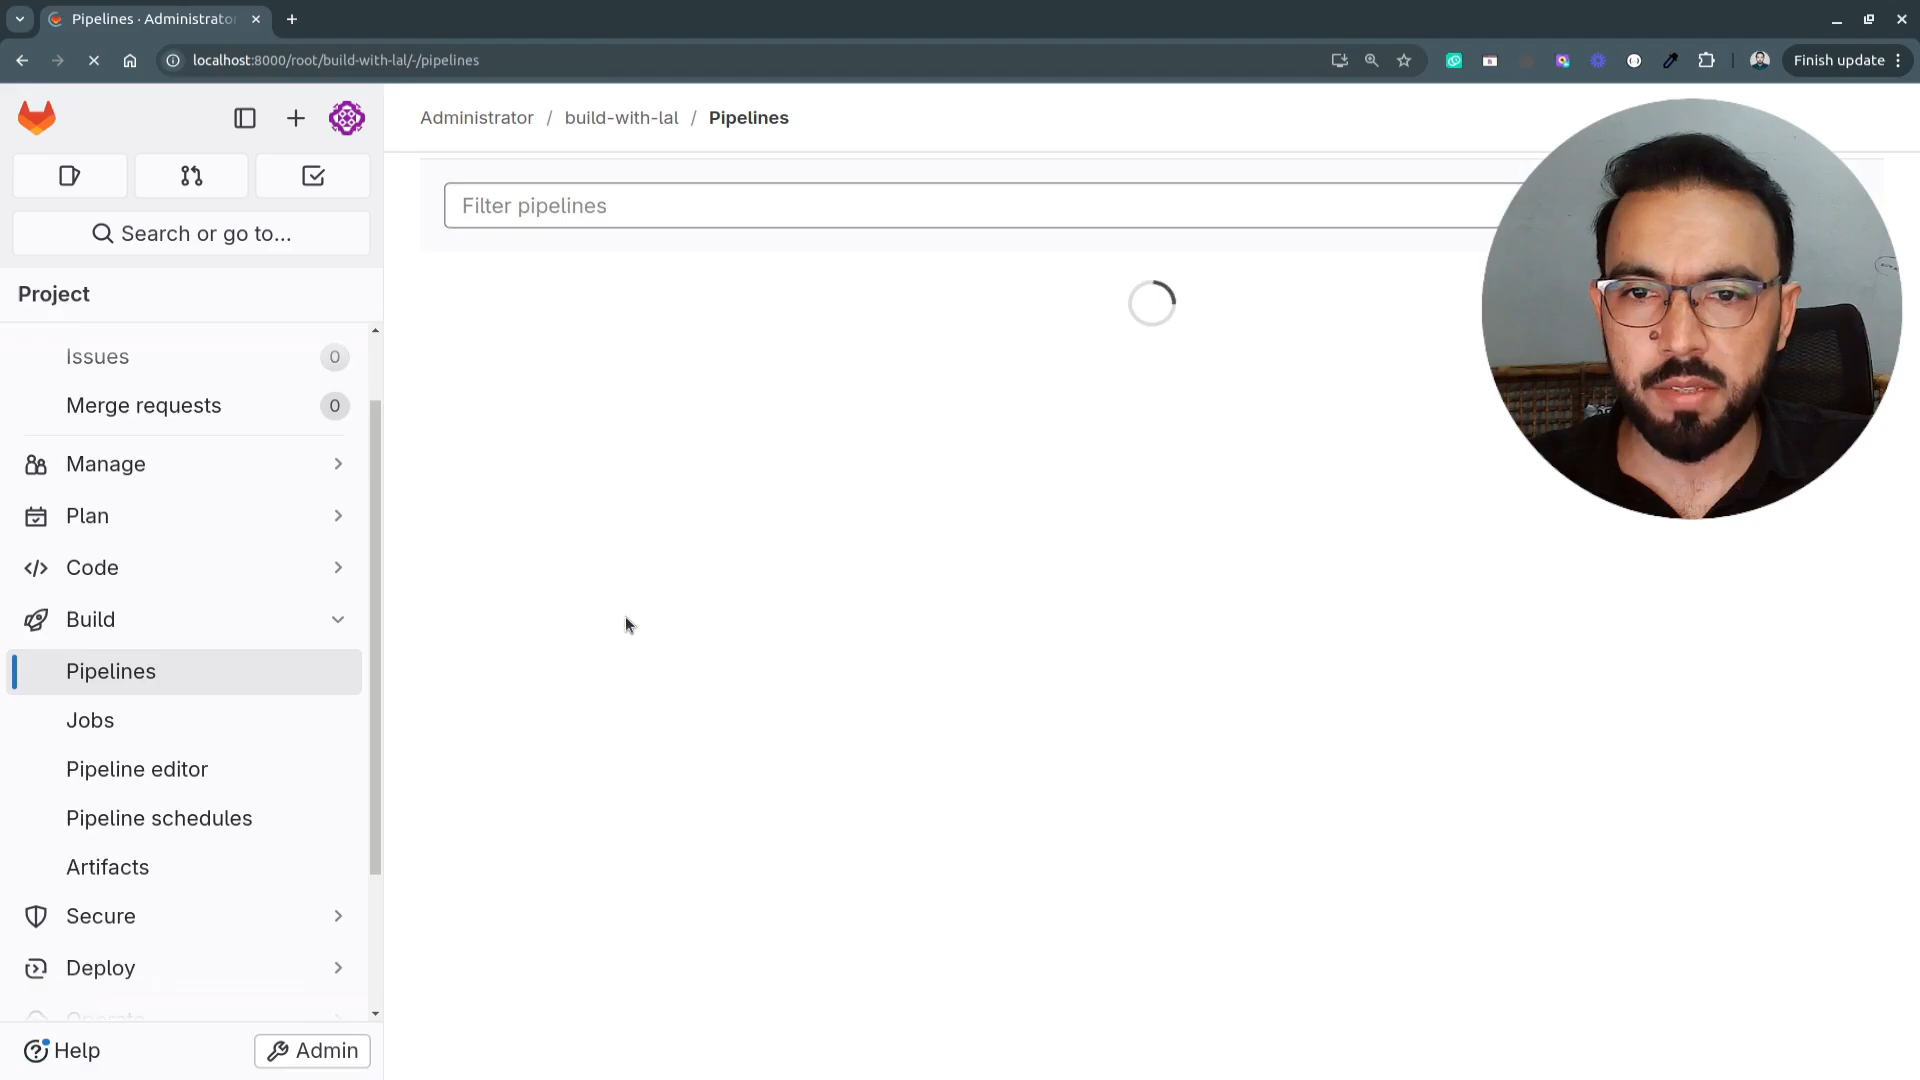 Pipelines · Administrator
localhost:8000/root/build-with-lal/-/pipelines
Finish update
Administrator / build-with-lal / Pipelines
Search or go to...
Filter pipelines
Project
Issues 0
Merge requests 0
Manage
Plan
Code
Build
Pipelines
Jobs
Pipeline editor
Pipeline schedules
Artifacts
Secure
Deploy
Operate
Help
Admin